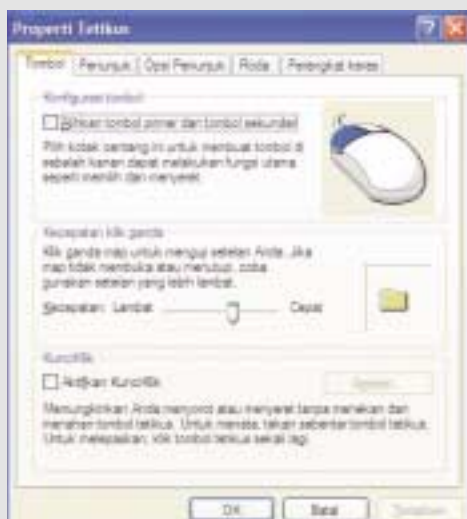 Properti Tetikus
Tombol Penunjuk Opsi Penunjuk Roda Perangkat keras
Konfigurasi tombol
Alihkan tombol primer dan tombol sekunder
Pilih kotak centang ini untuk membuat tombol di
sebelah kanan dapat melakukan fungsi utama
seperti memilih dan menyeret.
Kecepatan klik ganda
Klik ganda map untuk menguji setelan Anda. Jika
map tidak membuka atau menutup, coba
gunakan setelan yang lebih lambat.
Kecepatan: Lambat Cepat
KunciKlik
Aktifkan KunciKlik
Memungkinkan Anda menyorot atau menyeret tanpa menekan dan
menahan tombol tetikus. Untuk menata, tekan sebentar tombol tetikus.
Untuk melepaskan, klik tombol tetikus sekali lagi.
OK Batal